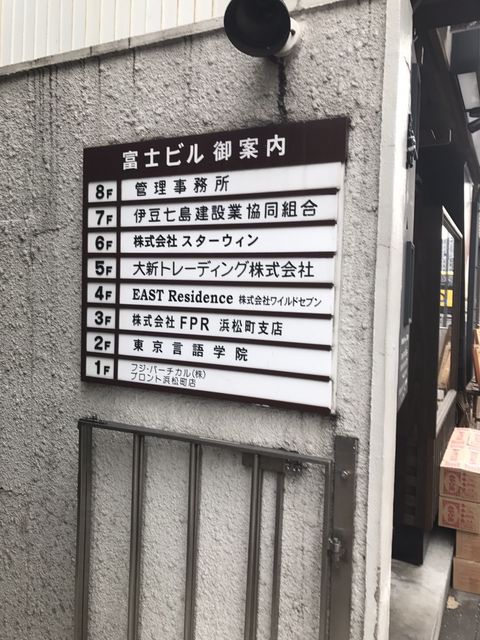 富士ビル 御案内
8F 管理事務所
7F 伊豆七島建設業協同組合
6F 株式会社 スターウィン
5F 大新トレーディング株式会社
4F EAST Residence 株式会社ワイルドセブン
3F 株式会社 FPR 浜松町支店
2F 東京言語学院
1F フジ・バーチカル(株)
プロント浜松町店